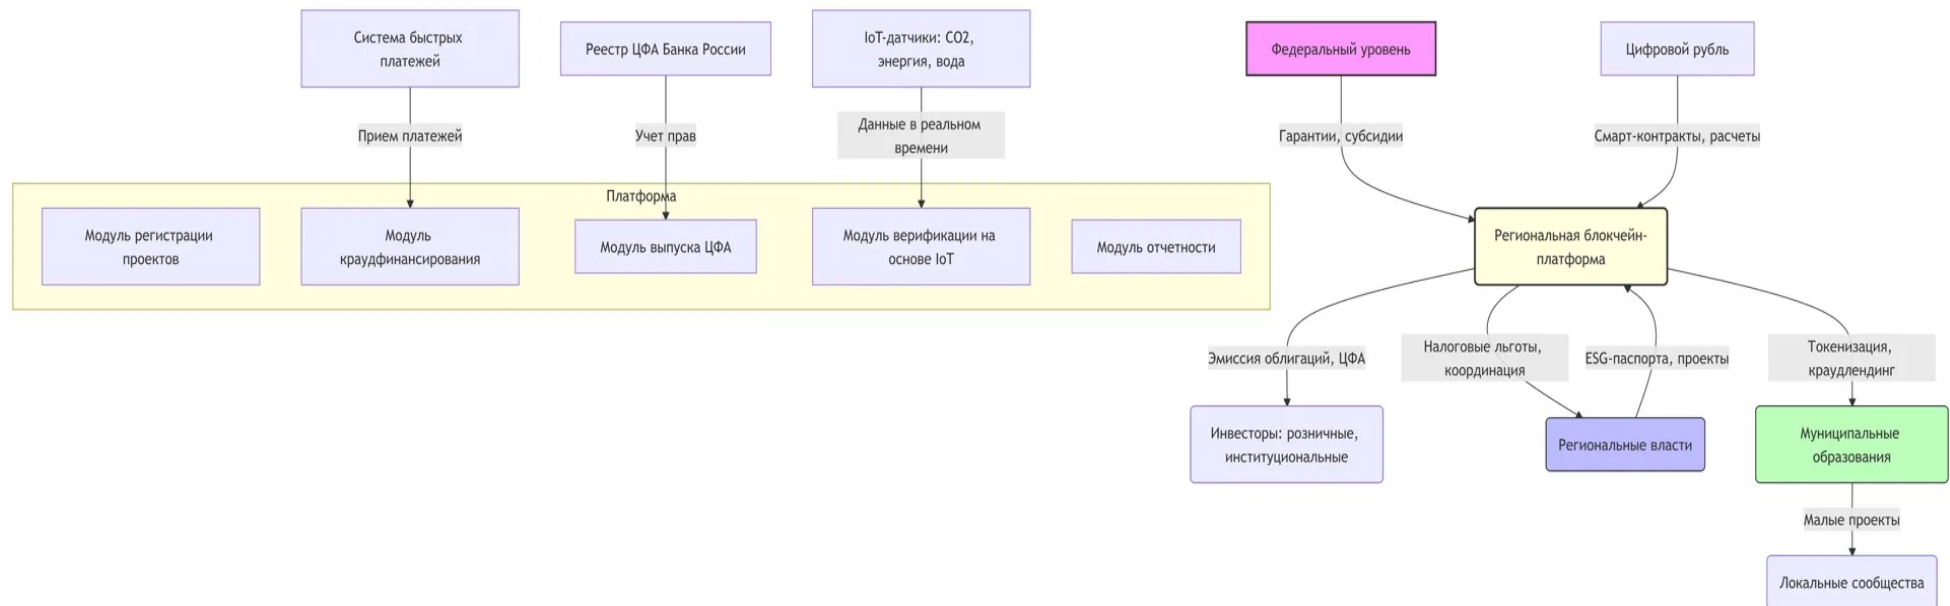 Система быстрых
платежей
Реестр ЦФА Банка России
IoT-датчики: CO2,
энергия, вода
Федеральный уровень
Цифровой рубль
Прием платежей
Учет прав
Данные в реальном
времени
Гарантии, субсидии
Смарт-контракты, расчеты
Платформа
Модуль регистрации
проектов
Модуль
краудфинансирования
Модуль выпуска ЦФА
Модуль верификации на
основе IoT
Модуль отчетности
Региональная блокчейн-
платформа
Эмиссия облигаций, ЦФА
Налоговые льготы,
координация
ESG-паспорта, проекты
Токенизация,
краудлендинг
Инвесторы: розничные,
институциональные
Региональные власти
Муниципальные
образования
Малые проекты
Локальные сообщества